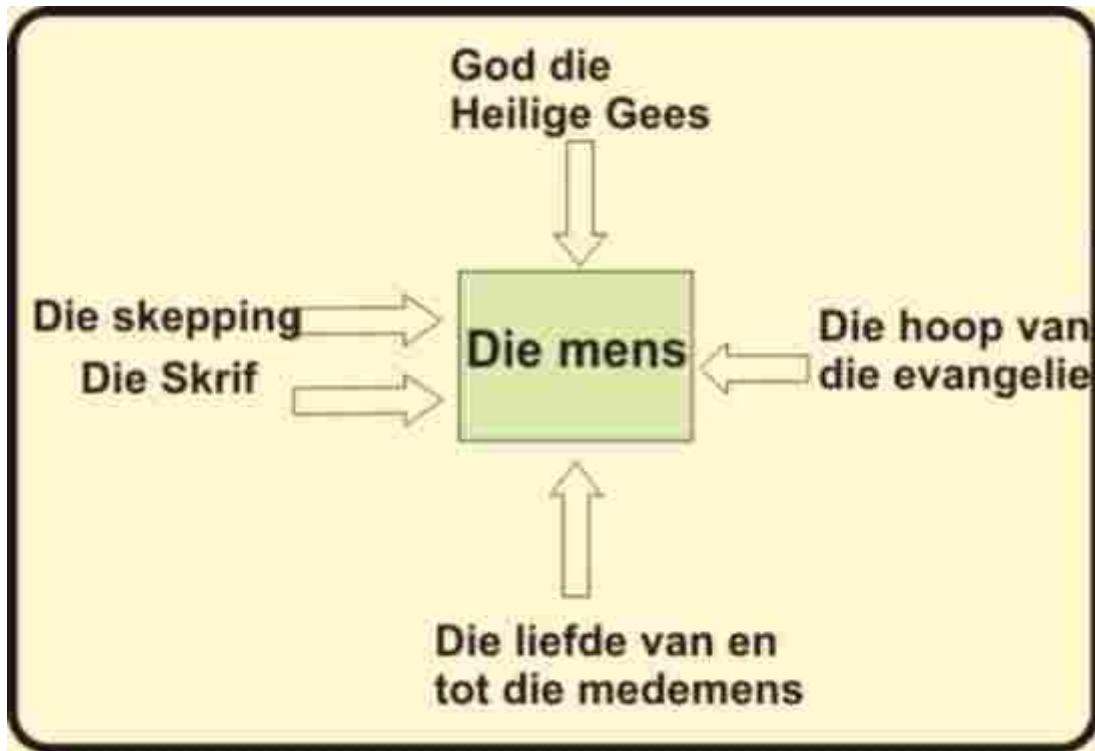 God die
Heilige Gees
Die skepping
Die Skrif
Die mens
Die hoop van
die evangelie
Die liefde van en
tot die medemens